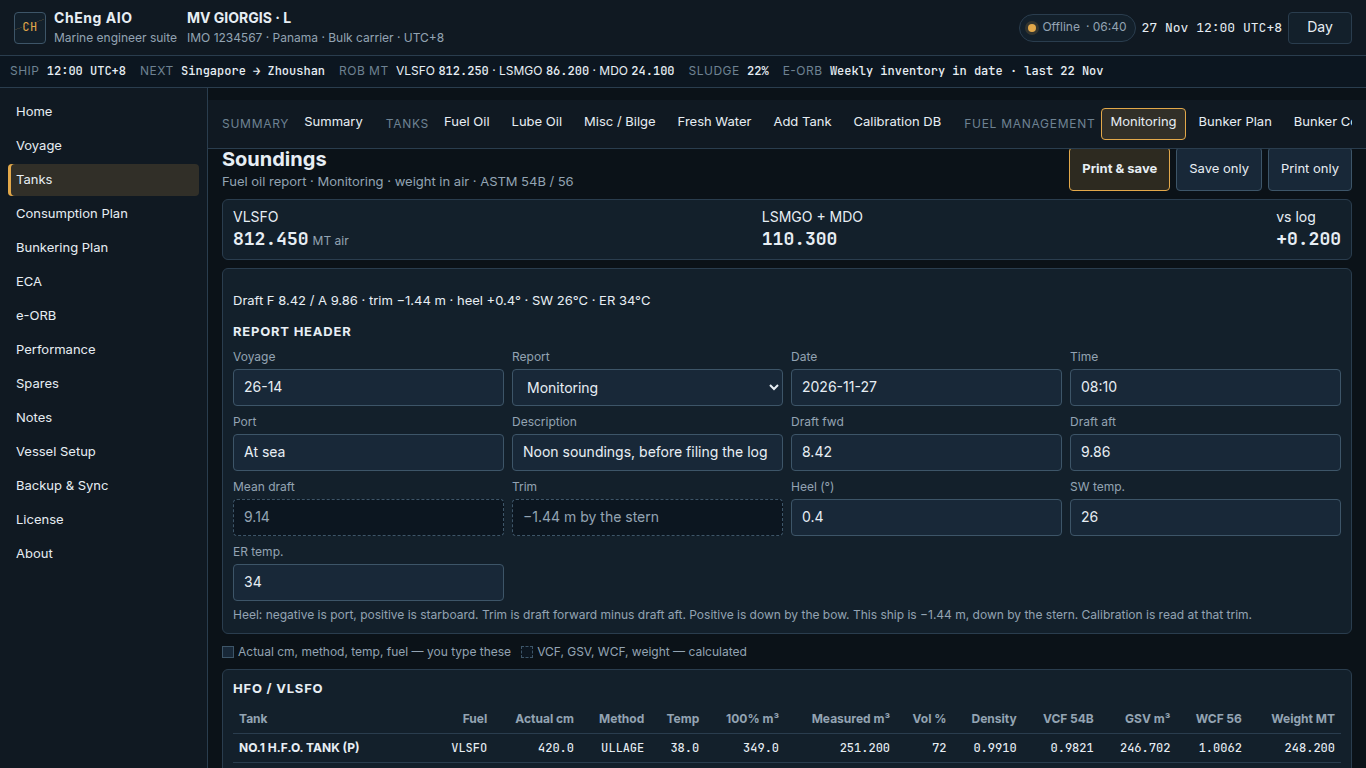 CH
ChEng AIO
Marine engineer suite
MV GIORGIS · L
IMO 1234567 · Panama · Bulk carrier · UTC+8
Offline · 06:40
27 Nov 12:00 UTC+8
Day
SHIP 12:00 UTC+8 NEXT Singapore → Zhoushan ROB MT VLSFO 812.250 · LSMGO 86.200 · MDO 24.100 SLUDGE 22% E-ORB Weekly inventory in date · last 22 Nov
Home
Voyage
Tanks
Consumption Plan
Bunkering Plan
ECA
e-ORB
Performance
Spares
Notes
Vessel Setup
Backup & Sync
License
About
SUMMARY Summary TANKS Fuel Oil Lube Oil Misc / Bilge Fresh Water Add Tank Calibration DB FUEL MANAGEMENT Monitoring Bunker Plan Bunker
Soundings
Fuel oil report · Monitoring · weight in air · ASTM 54B / 56
Print & save Save only Print only
VLSFO LSMGO + MDO vs log
812.450 MT air 110.300 +0.200
Draft F 8.42 / A 9.86 · trim −1.44 m · heel +0.4° · SW 26°C · ER 34°C
REPORT HEADER
Voyage Report Date Time
26-14 Monitoring 2026-11-27 08:10
Port Description Draft fwd Draft aft
At sea Noon soundings, before filing the log 8.42 9.86
Mean draft Trim Heel (°) SW temp.
9.14 −1.44 m by the stern 0.4 26
ER temp.
34
Heel: negative is port, positive is starboard. Trim is draft forward minus draft aft. Positive is down by the bow. This ship is −1.44 m, down by the stern. Calibration is read at that trim.
Actual cm, method, temp, fuel — you type these VCF, GSV, WCF, weight — calculated
HFO / VLSFO
Tank Fuel Actual cm Method Temp 100% m³ Measured m³ Vol % Density VCF 54B GSV m³ WCF 56 Weight MT
NO.1 H.F.O. TANK (P) VLSFO 420.0 ULLAGE 38.0 349.0 251.200 72 0.9910 0.9821 246.702 1.0062 248.200